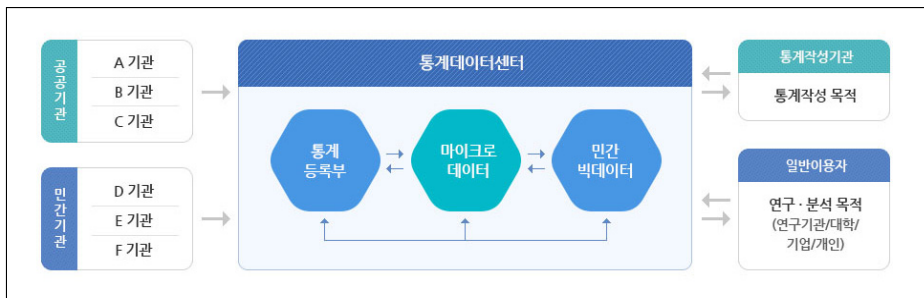 공공기관
A 기관
B 기관
C 기관
민간기관
D 기관
E 기관
F 기관
통계데이터센터
통계
등록부
마이크로
데이터
민간
빅데이터
통계작성기관
통계작성 목적
일반이용자
연구 · 분석 목적
(연구기관/대학/
기업/개인)